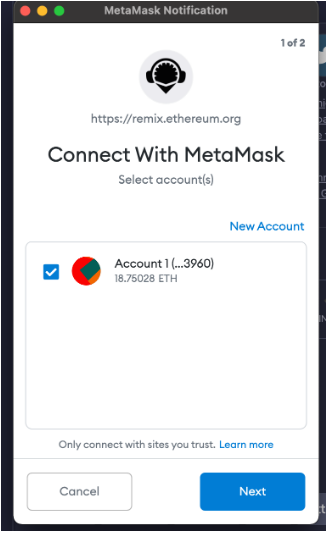 MetaMask Notification
1 of 2
https://remix.ethereum.org
Connect With MetaMask
Select account(s)
New Account
Account 1 (...3960)
18.75028 ETH
Only connect with sites you trust. Learn more
Cancel
Next